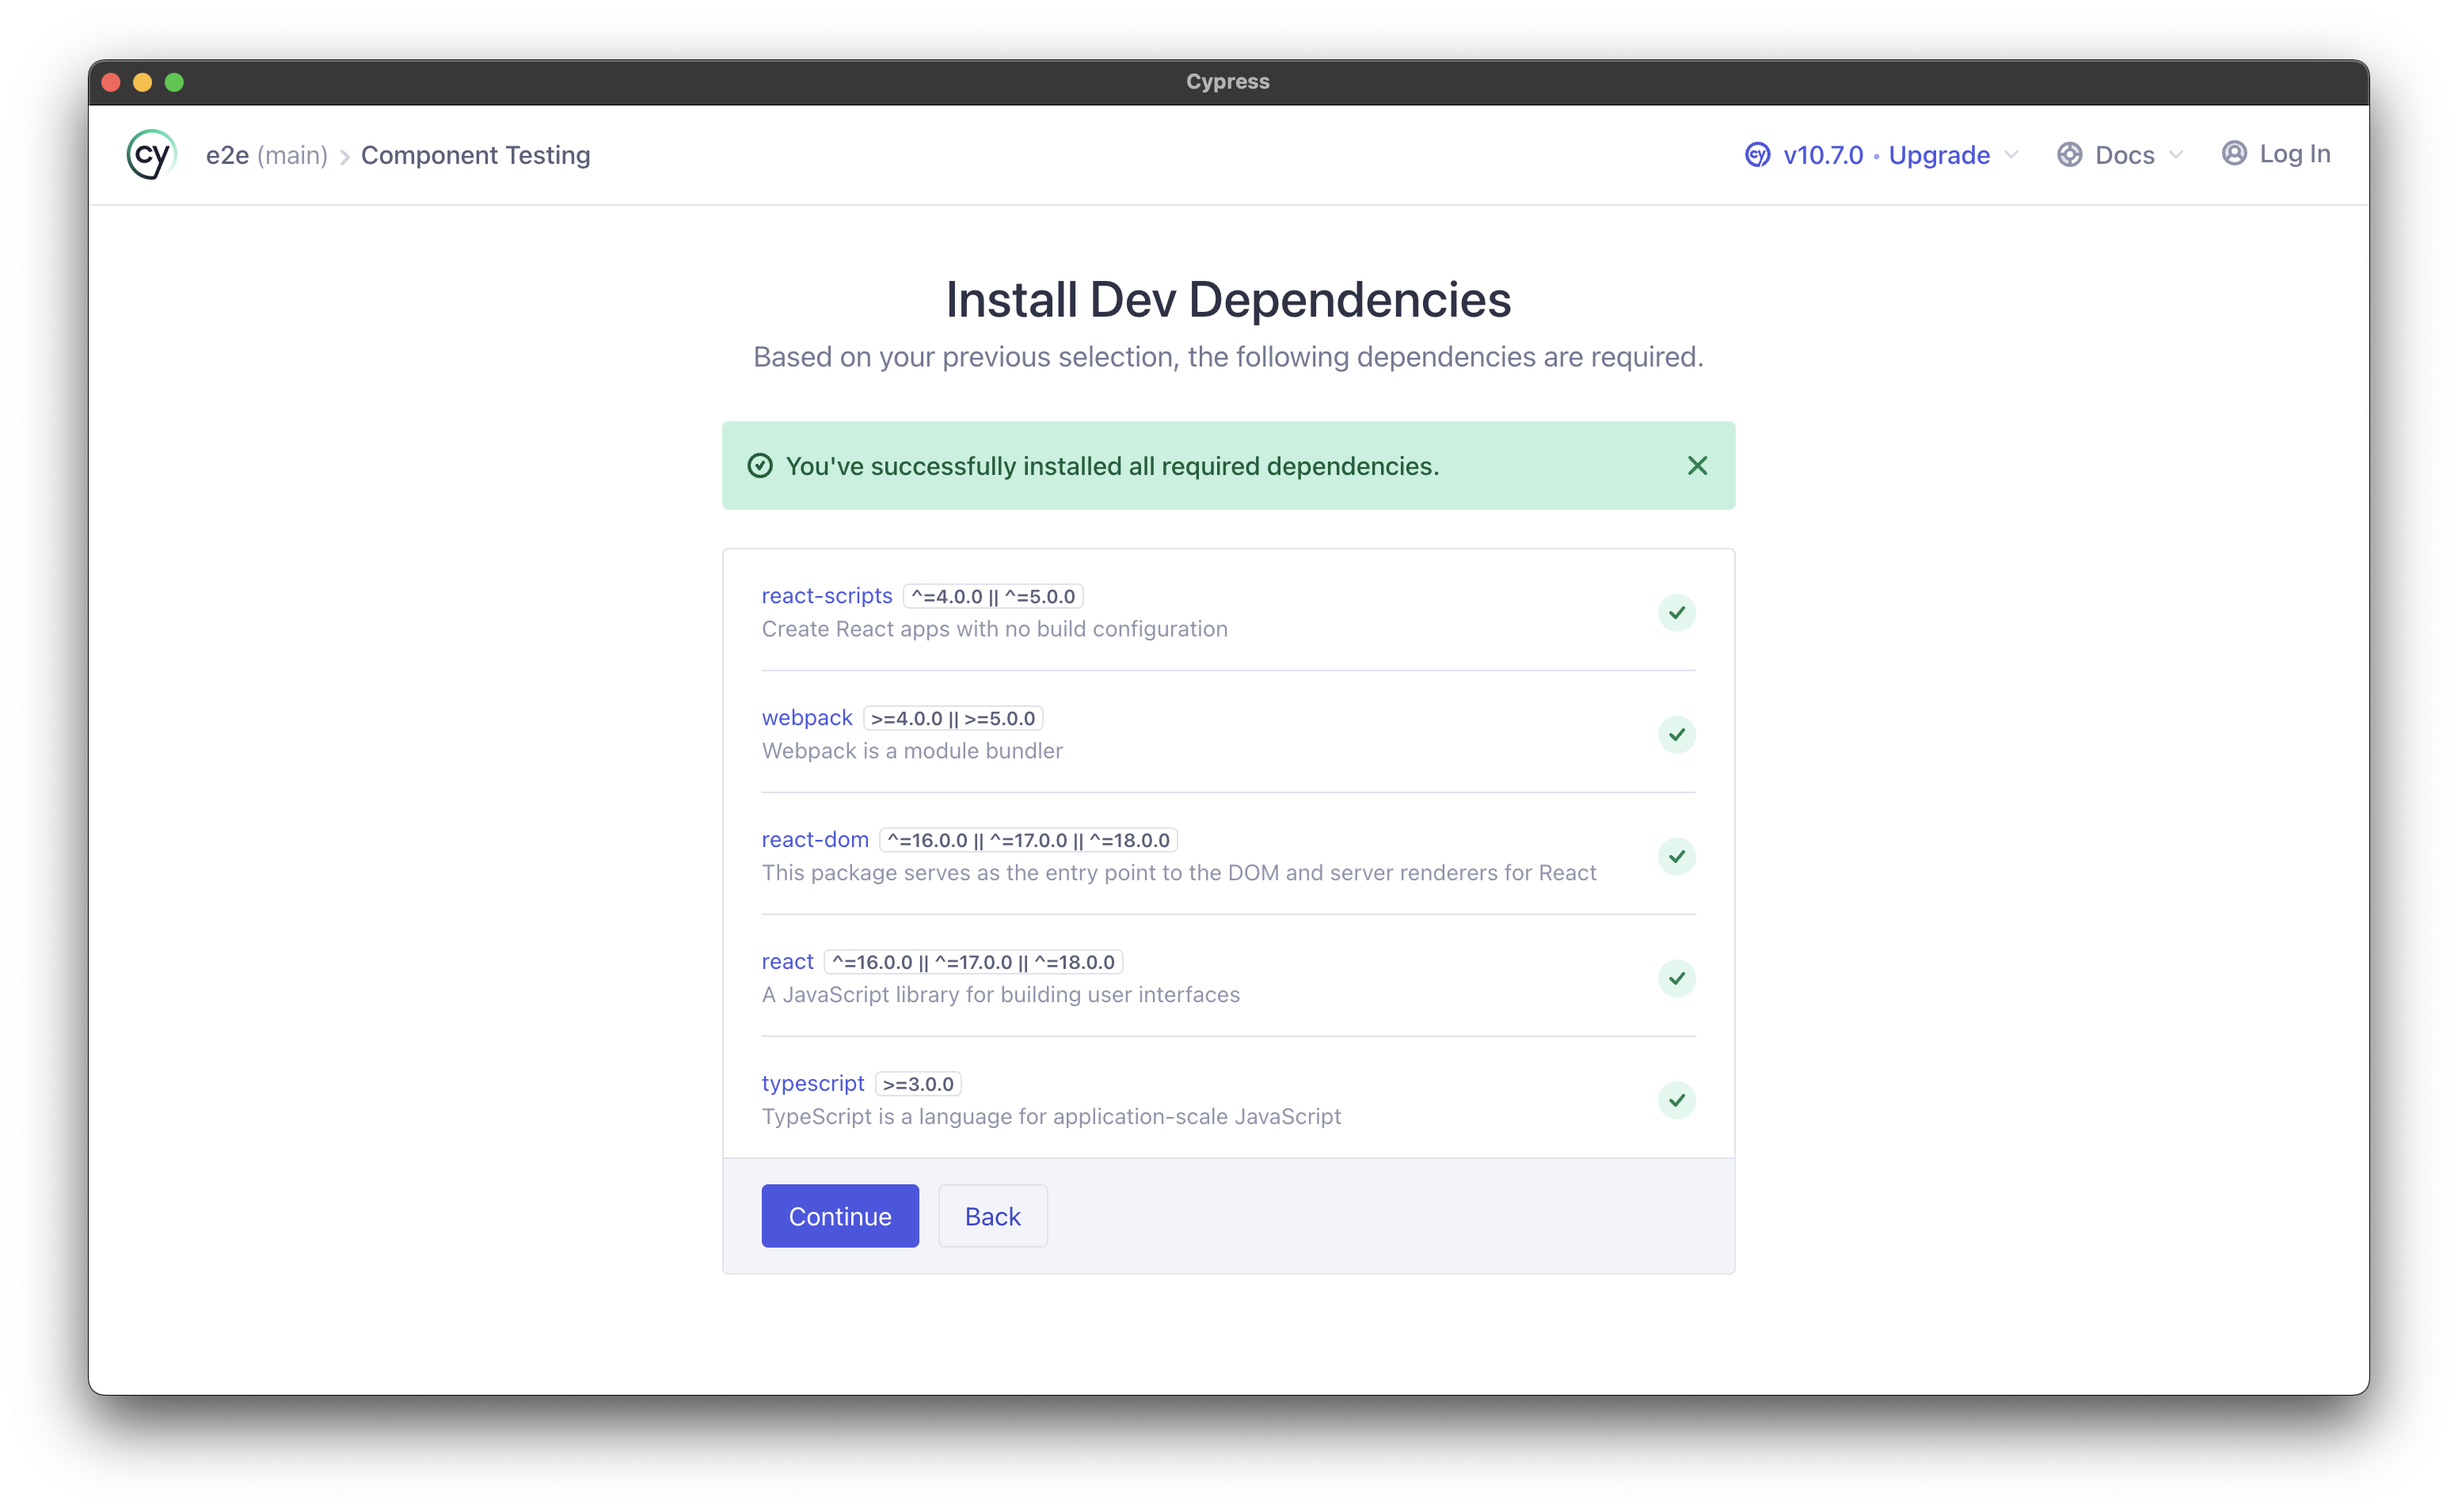 Cypress
cy e2e (main) > Component Testing
cy v10.7.0 • Upgrade Docs Log In
Install Dev Dependencies
Based on your previous selection, the following dependencies are required.
You've successfully installed all required dependencies.
react-scripts ^=4.0.0 || ^=5.0.0
Create React apps with no build configuration
webpack >=4.0.0 || >=5.0.0
Webpack is a module bundler
react-dom ^=16.0.0 || ^=17.0.0 || ^=18.0.0
This package serves as the entry point to the DOM and server renderers for React
react ^=16.0.0 || ^=17.0.0 || ^=18.0.0
A JavaScript library for building user interfaces
typescript >=3.0.0
TypeScript is a language for application-scale JavaScript
Continue Back